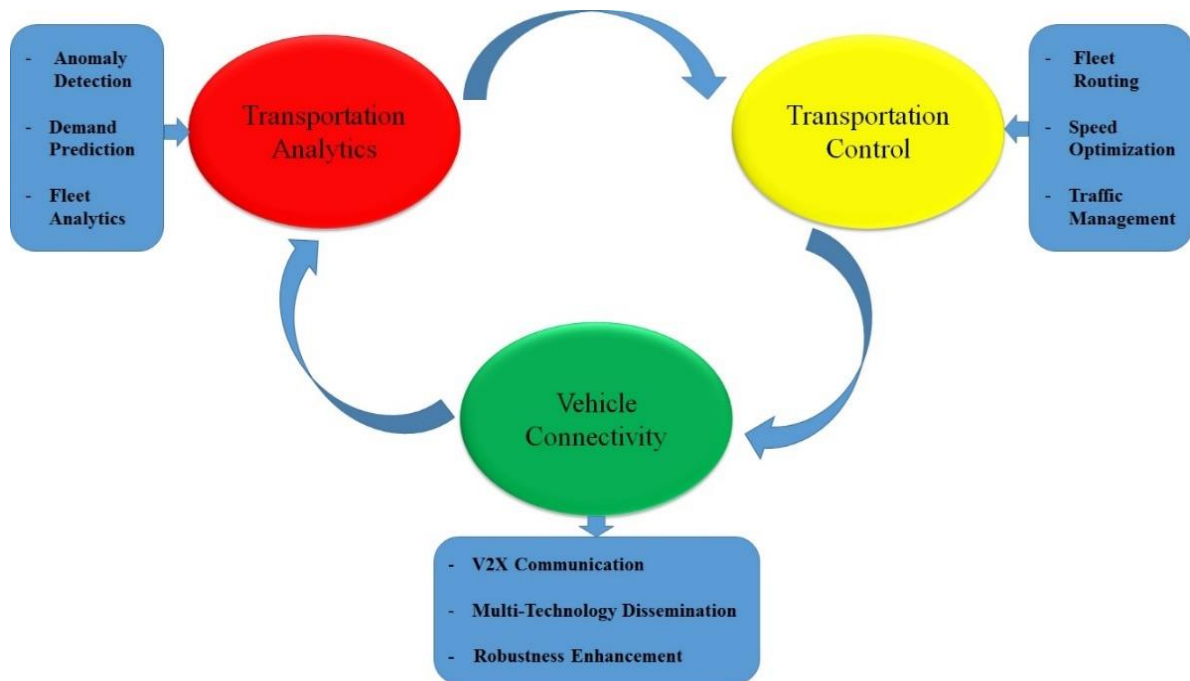 - Anomaly
Detection
- Demand
Prediction
- Fleet
Analytics
Transportation
Analytics
Transportation
Control
- Fleet
Routing
- Speed
Optimization
- Traffic
Management
Vehicle
Connectivity
- V2X Communication
- Multi-Technology Dissemination
- Robustness Enhancement